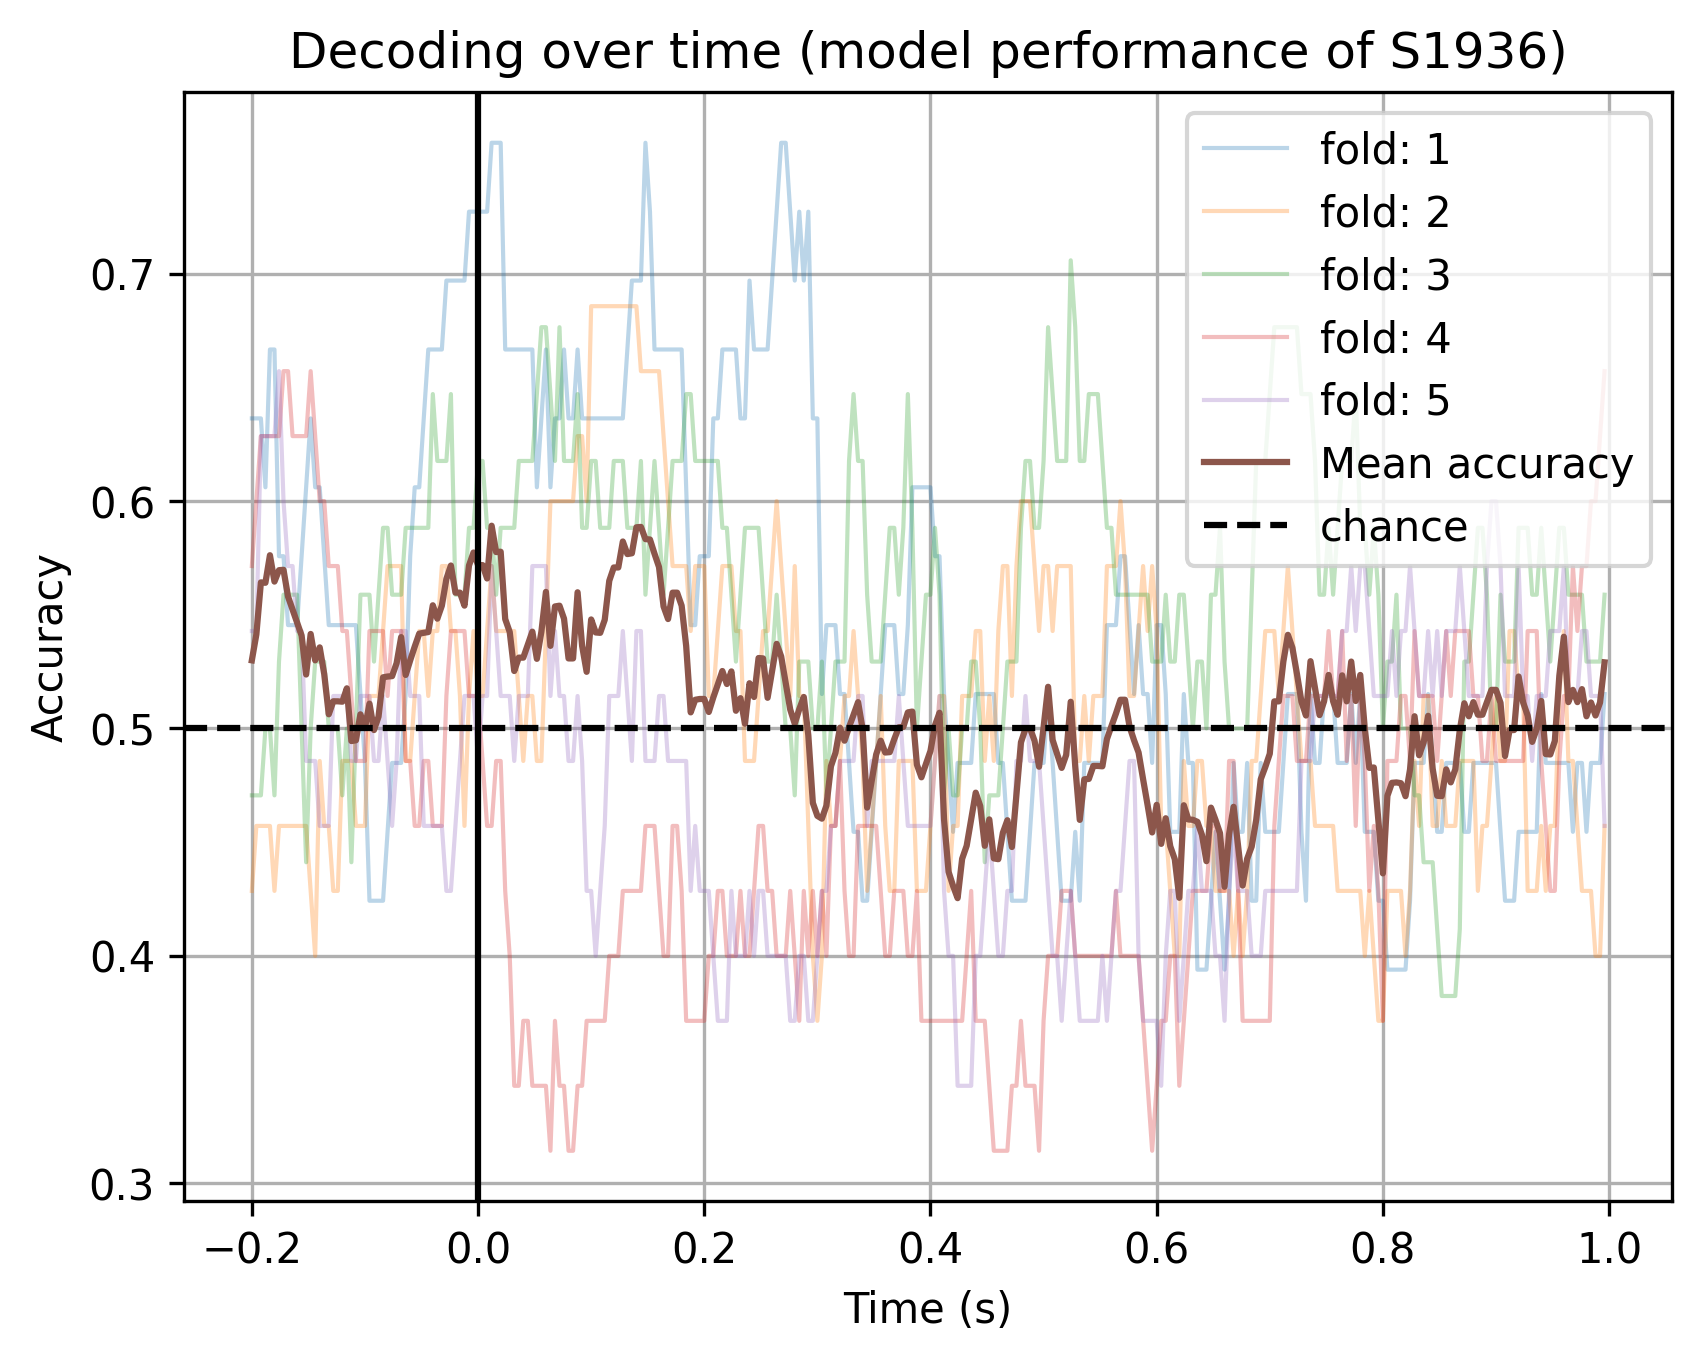 Decoding over time (model performance of S1936)
fold: 1
fold: 2
fold: 3
fold: 4
fold: 5
Mean accuracy
chance
Accuracy
0.7
0.6
0.5
0.4
0.3
−0.2 0.0 0.2 0.4 0.6 0.8 1.0
Time (s)